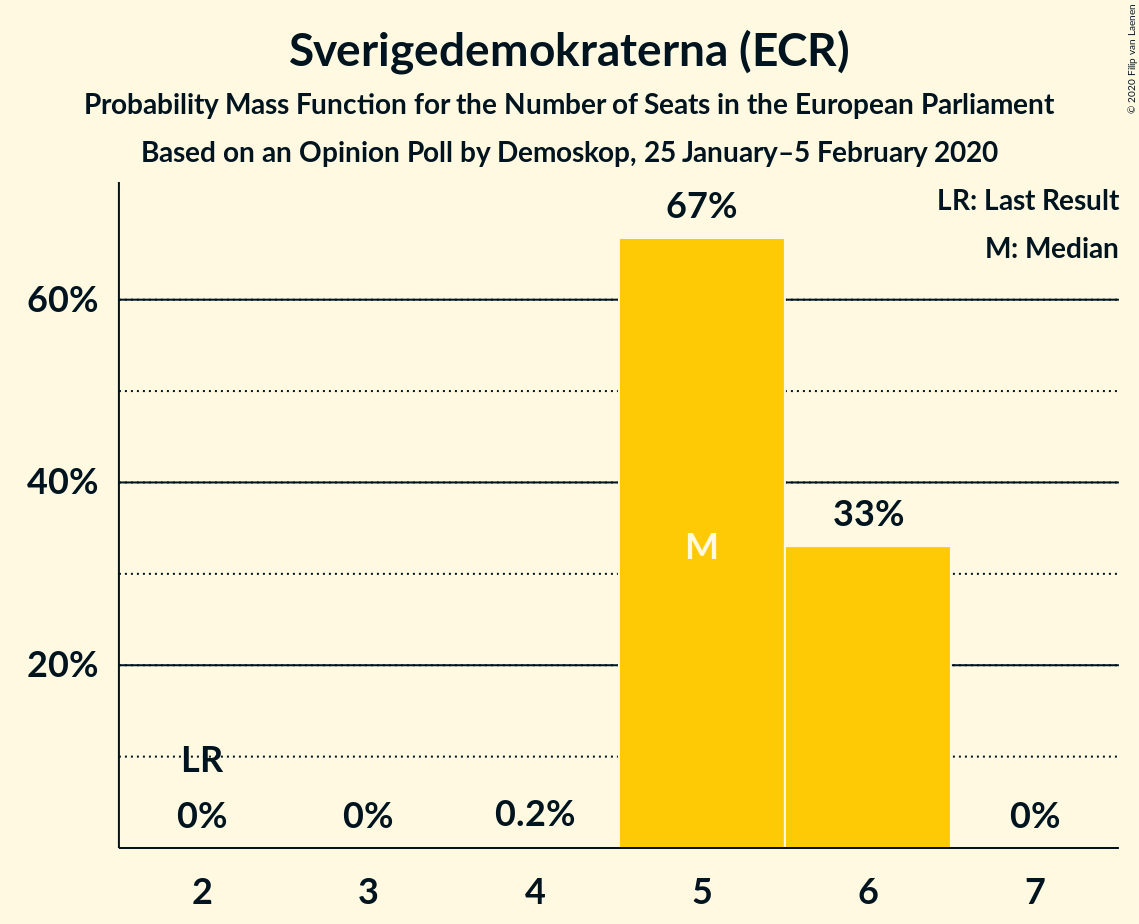 Sverigedemokraterna (ECR)
Probability Mass Function for the Number of Seats in the European Parliament
Based on an Opinion Poll by Demoskop, 25 January–5 February 2020
© 2020 Filip van Laenen
LR: Last Result
M: Median
67%
60%
40%
33%
M
20%
LR
0%
0%
0.2%
0%
2
3
4
5
6
7